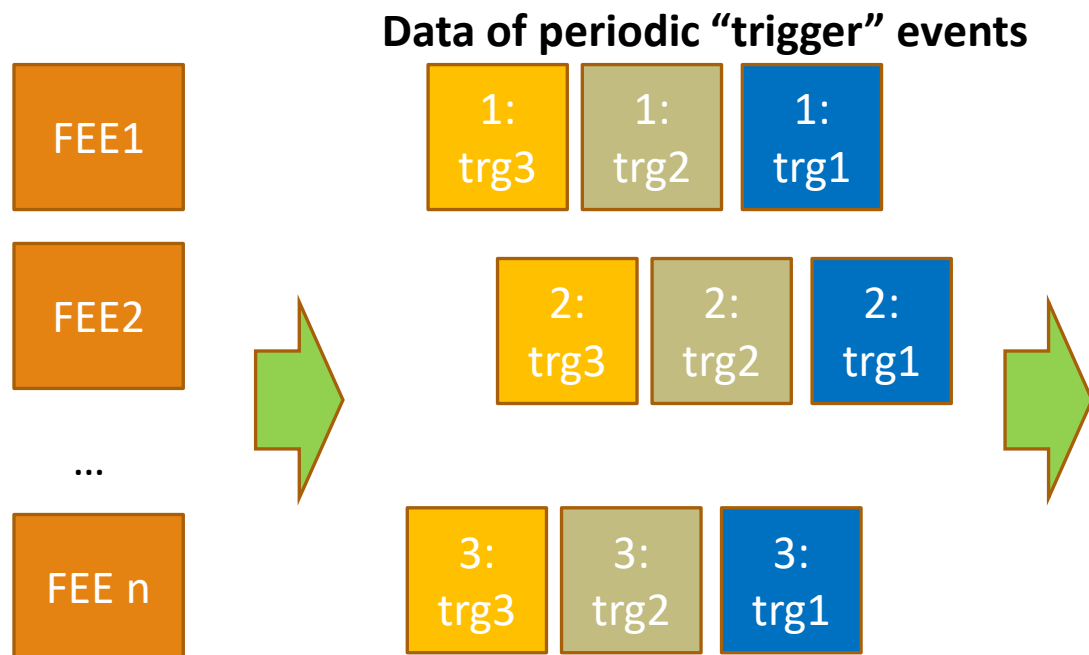 Data of periodic “trigger” events
FEE1
1:
trg3
1:
trg2
1:
trg1
FEE2
2:
trg3
2:
trg2
2:
trg1
...
FEE n
3:
trg3
3:
trg2
3:
trg1